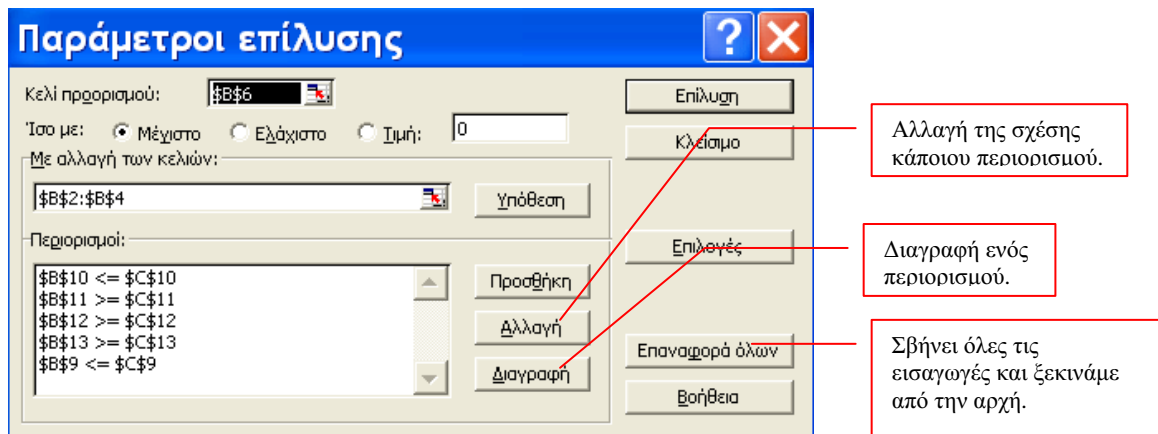 Παράμετροι επίλυσης
?
Κελί προορισμού:
$B$6
Επίλυση
Ίσο με:
Μέγιστο
Ελάχιστο
Τιμή:
0
Κλείσιμο
Με αλλαγή των κελιών:
$B$2:$B$4
Υπόθεση
Περιορισμοί:
Επιλογές
$B$10 <= $C$10
$B$11 >= $C$11
$B$12 >= $C$12
$B$13 >= $C$13
$B$9 <= $C$9
Προσθήκη
Αλλαγή
Διαγραφή
Επαναφορά όλων
Βοήθεια
Αλλαγή της σχέσης
κάποιου περιορισμού.
Διαγραφή ενός
περιορισμού.
Σβήνει όλες τις
εισαγωγές και ξεκινάμε
από την αρχή.